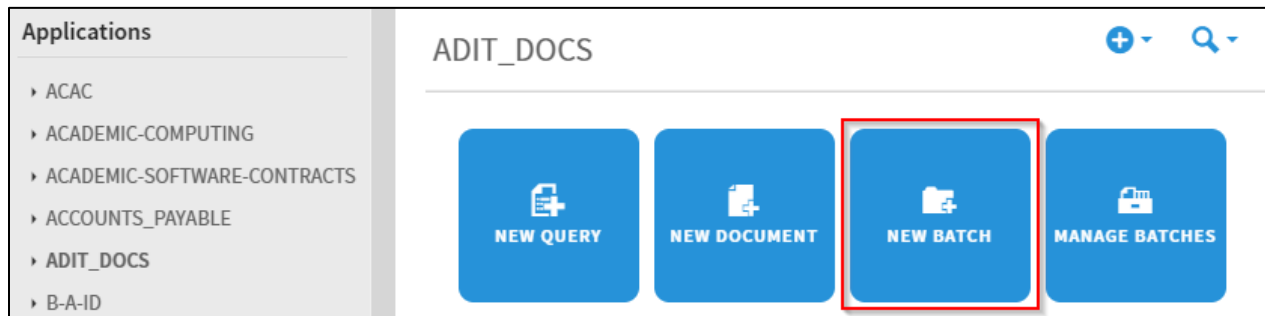 Applications
ACAC
ACADEMIC-COMPUTING
ACADEMIC-SOFTWARE-CONTRACTS
ACCOUNTS_PAYABLE
ADIT_DOCS
B-A-ID
ADIT_DOCS
NEW QUERY
NEW DOCUMENT
NEW BATCH
MANAGE BATCHES